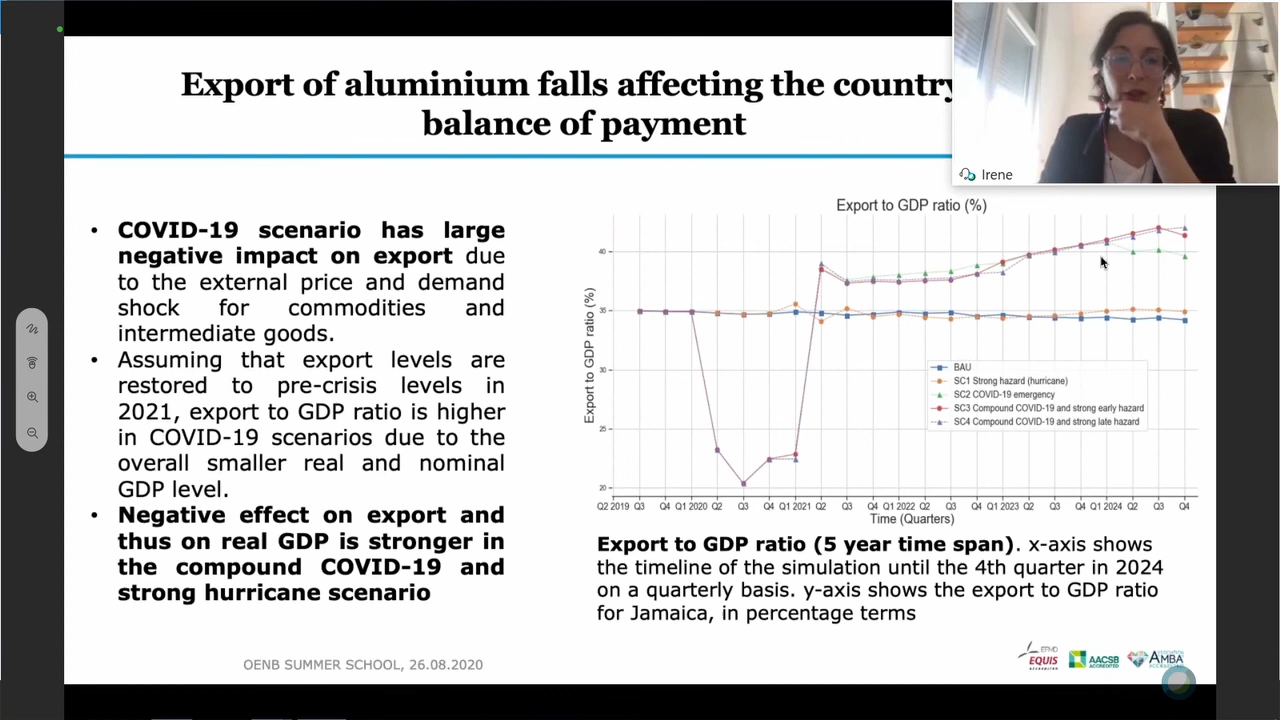 Export of aluminium falls affecting the country
balance of payment
Irene
• COVID-19 scenario has large
negative impact on export due
to the external price and demand
shock for commodities and
intermediate goods.
• Assuming that export levels are
restored to pre-crisis levels in
2021, export to GDP ratio is higher
in COVID-19 scenarios due to the
overall smaller real and nominal
GDP level.
• Negative effect on export and
thus on real GDP is stronger in
the compound COVID-19 and
strong hurricane scenario
Export to GDP ratio (%)
Export to GDP ratio (%)
40
35
30
25
20
BAU
SC1 Strong hazard (hurricane)
SC2 COVID-19 emergency
SC3 Compound COVID-19 and strong early hazard
SC4 Compound COVID-19 and strong late hazard
Q2 2019 Q3 Q4 Q1 2020 Q2 Q3 Q4 Q1 2021 Q2 Q3 Q4 Q1 2022 Q2 Q3 Q4 Q1 2023 Q2 Q3 Q4 Q1 2024 Q2 Q3 Q4
Time (Quarters)
Export to GDP ratio (5 year time span). x-axis shows
the timeline of the simulation until the 4th quarter in 2024
on a quarterly basis. y-axis shows the export to GDP ratio
for Jamaica, in percentage terms
OENB SUMMER SCHOOL, 26.08.2020
EFMD
EQUIS
AACSB
ACCREDITED
AMBA